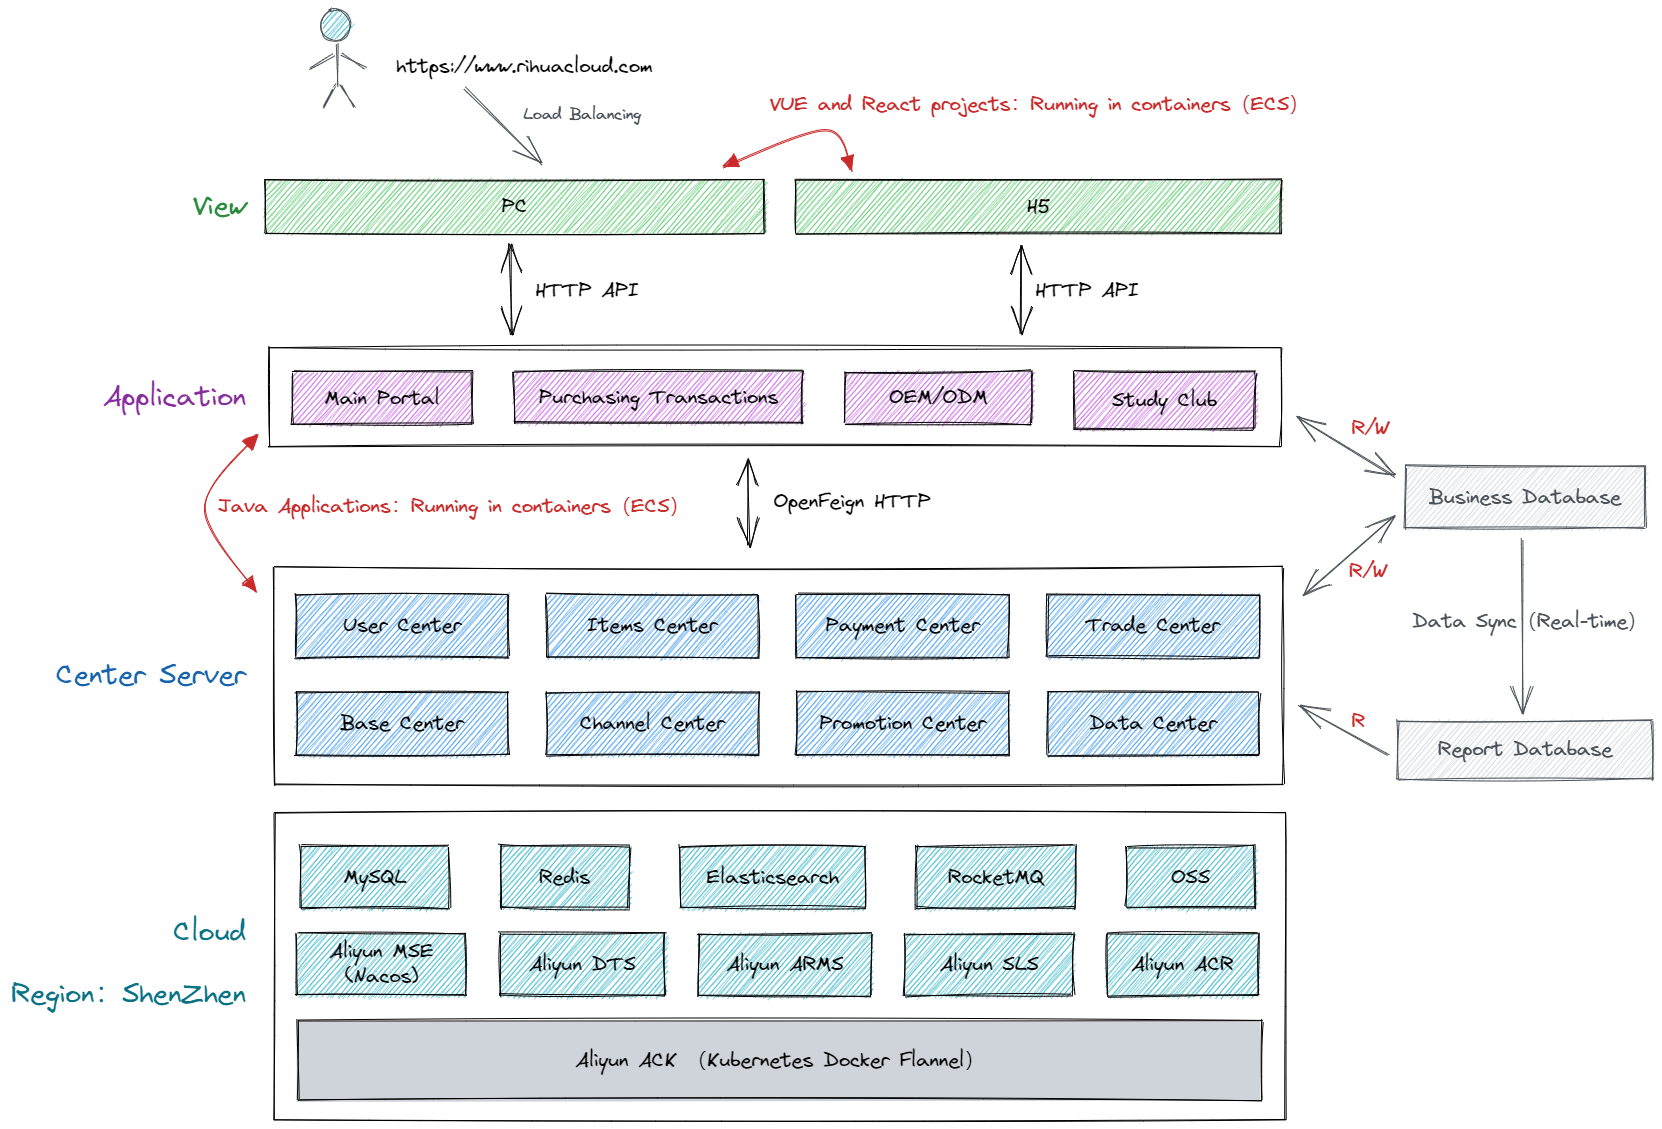 https://www.rihuacloud.com
Load Balancing
VUE and React projects: Running in containers (ECS)
View
PC
H5
HTTP API
HTTP API
Application
Main Portal
Purchasing Transactions
OEM/ODM
Study Club
R/W
Business Database
Java Applications: Running in containers (ECS)
OpenFeign HTTP
R/W
Data Sync (Real-time)
Center Server
User Center
Items Center
Payment Center
Trade Center
Base Center
Channel Center
Promotion Center
Data Center
R
Report Database
Cloud
Region: ShenZhen
MySQL
Redis
Elasticsearch
RocketMQ
OSS
Aliyun MSE
(Nacos)
Aliyun DTS
Aliyun ARMS
Aliyun SLS
Aliyun ACR
Aliyun ACK (Kubernetes Docker Flannel)